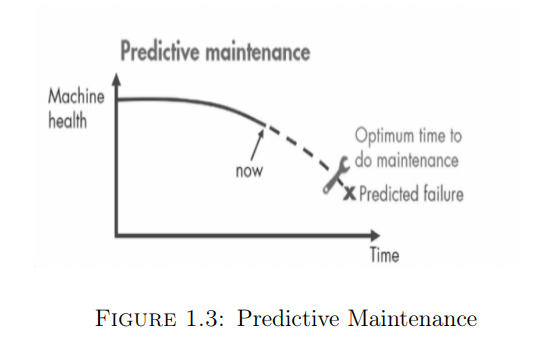 Predictive maintenance
Machine
health
now
Optimum time to
do maintenance
X Predicted failure
Time
FIGURE 1.3: Predictive Maintenance